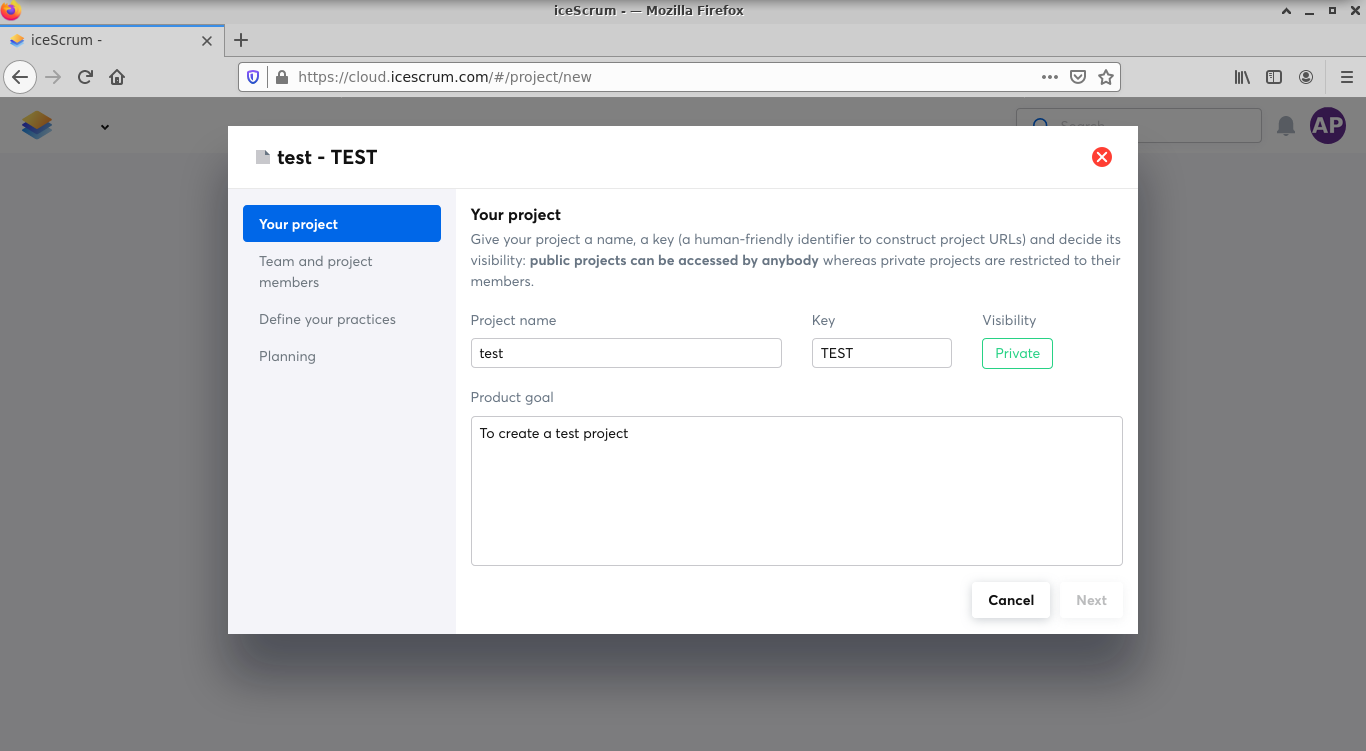 iceScrum - — Mozilla Firefox
iceScrum -
https://cloud.icescrum.com/#/project/new
Search
AP
test - TEST
Your project
Team and project
members
Define your practices
Planning
Your project
Give your project a name, a key (a human-friendly identifier to construct project URLs) and decide its
visibility: public projects can be accessed by anybody whereas private projects are restricted to their
members.
Project name
Key
Visibility
test
TEST
Private
Product goal
To create a test project
Cancel
Next